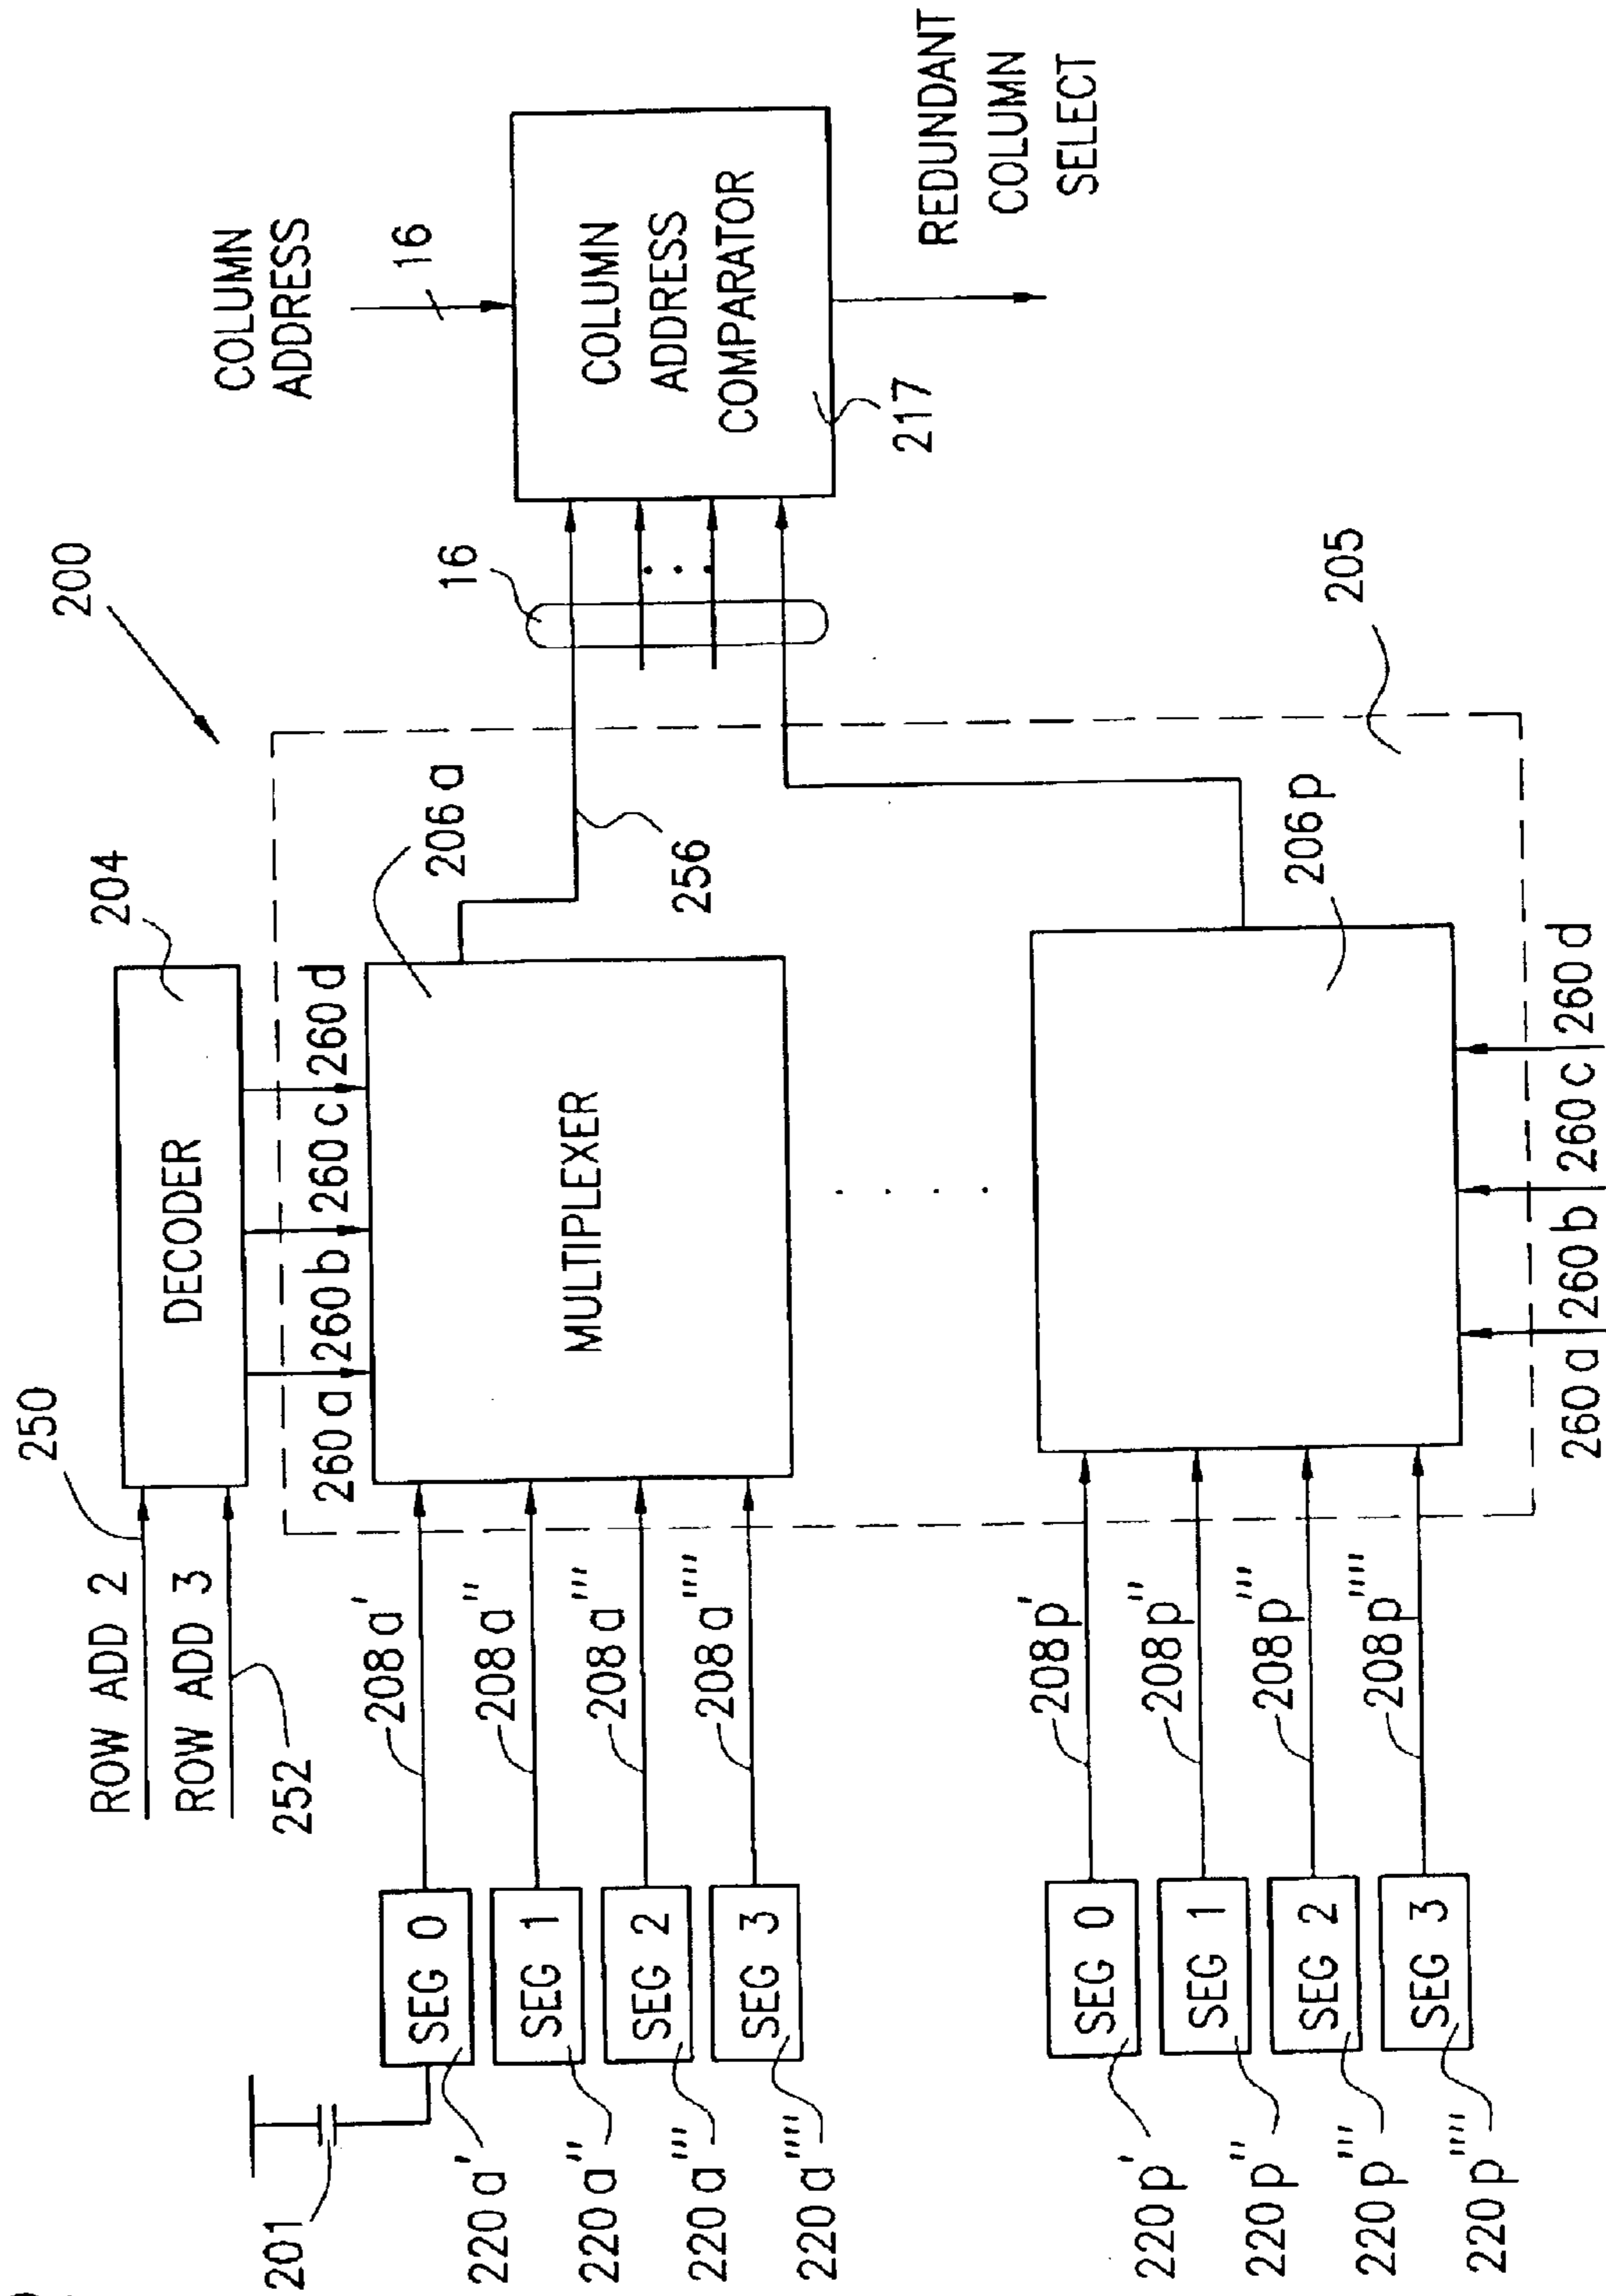 200
250
204
ROW ADD 2
ROW ADD 3
252
DECODER
260a 260b 260c 260d
206a
MULTIPLEXER
256
201
SEG 0
SEG 1
SEG 2
SEG 3
220a'
220a''
220a'''
220a''''
208a'
208a''
208a'''
208a''''
16
COLUMN
ADDRESS
16
COLUMN
ADDRESS
COMPARATOR
217
REDUNDANT
COLUMN
SELECT
205
206p
SEG 0
SEG 1
SEG 2
SEG 3
220p'
220p''
220p'''
220p''''
208p'
208p''
208p'''
208p''''
260a 260b 260c 260d